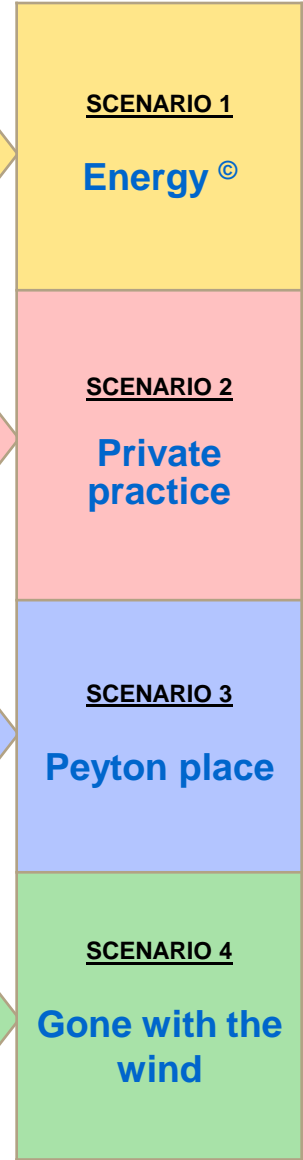 SCENARIO 1
Energy ©
SCENARIO 2
Private
practice
SCENARIO 3
Peyton place
SCENARIO 4
Gone with the
wind